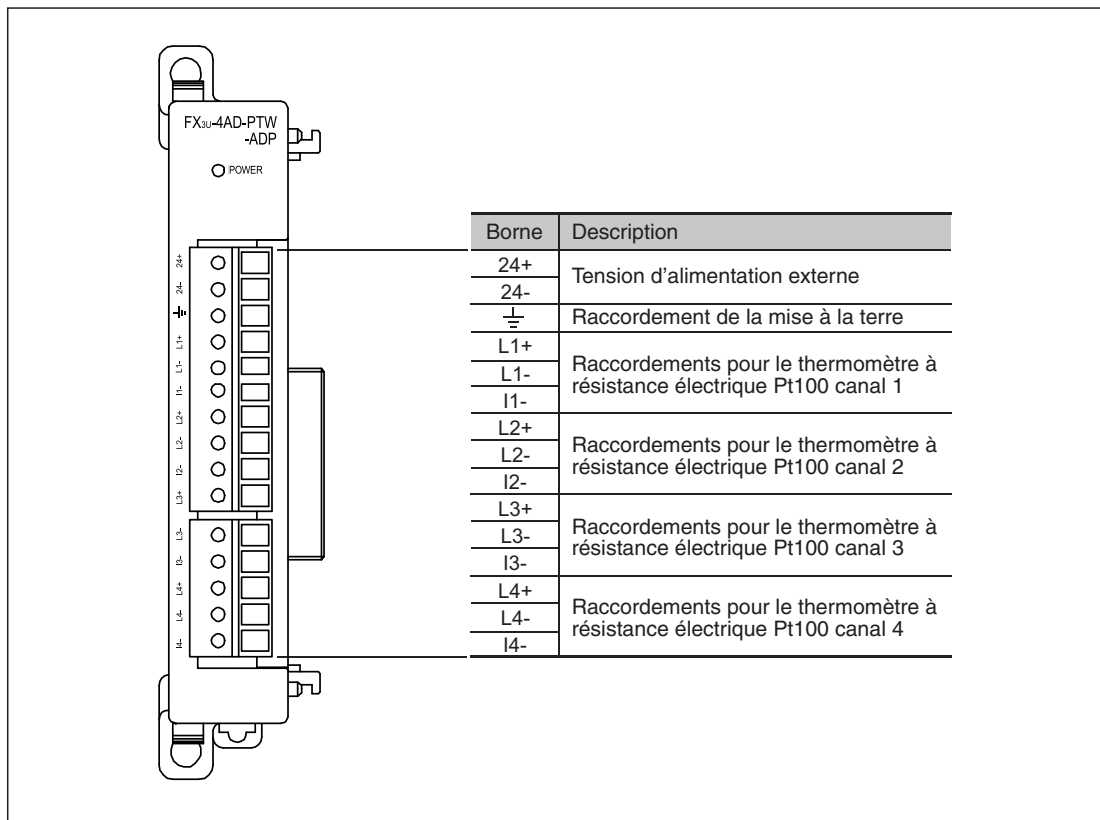 FX3U-4AD-PTW
-ADP
POWER
24+
24-
L1+
L1-
I1-
L2+
L2-
I2-
L3+
L3-
I3-
L4+
L4-
I4-
Borne Description
24+
24-
Tension d’alimentation externe
Raccordement de la mise à la terre
L1+
L1-
I1-
Raccordements pour le thermomètre à
résistance électrique Pt100 canal 1
L2+
L2-
I2-
Raccordements pour le thermomètre à
résistance électrique Pt100 canal 2
L3+
L3-
I3-
Raccordements pour le thermomètre à
résistance électrique Pt100 canal 3
L4+
L4-
I4-
Raccordements pour le thermomètre à
résistance électrique Pt100 canal 4